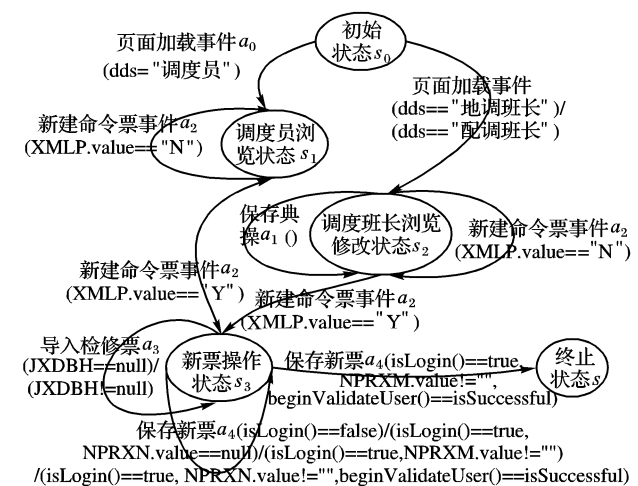 初始
状态s0
页面加载事件a0
(dds="调度员")
页面加载事件
(dds=="地调班长")/
(dds=="配调班长")
新建命令票事件a2
(XMLP.value=="N")
调度员浏
览状态s1
保存典
操a1()
调度班长浏览
修改状态s2
新建命令票事件a2
(XMLP.value=="N")
新建命令票事件a2
(XMLP.value=="Y")
新建命令票事件a2
(XMLP.value=="Y")
导入检修票a3
(JXDBH==null)/
(JXDBH!=null)
新票操作
状态s3
保存新票a4(isLogin()==true,
NPRXM.value!="",
beginValidateUser()==isSuccessful)
终止
状态s
保存新票a4(isLogin()==false)/(isLogin()==true,
NPRXN.value==null)/(isLogin()==true,NPRXM.value!="")
/(isLogin()==true, NPRXN.value!="",beginValidateUser()==isSuccessful)